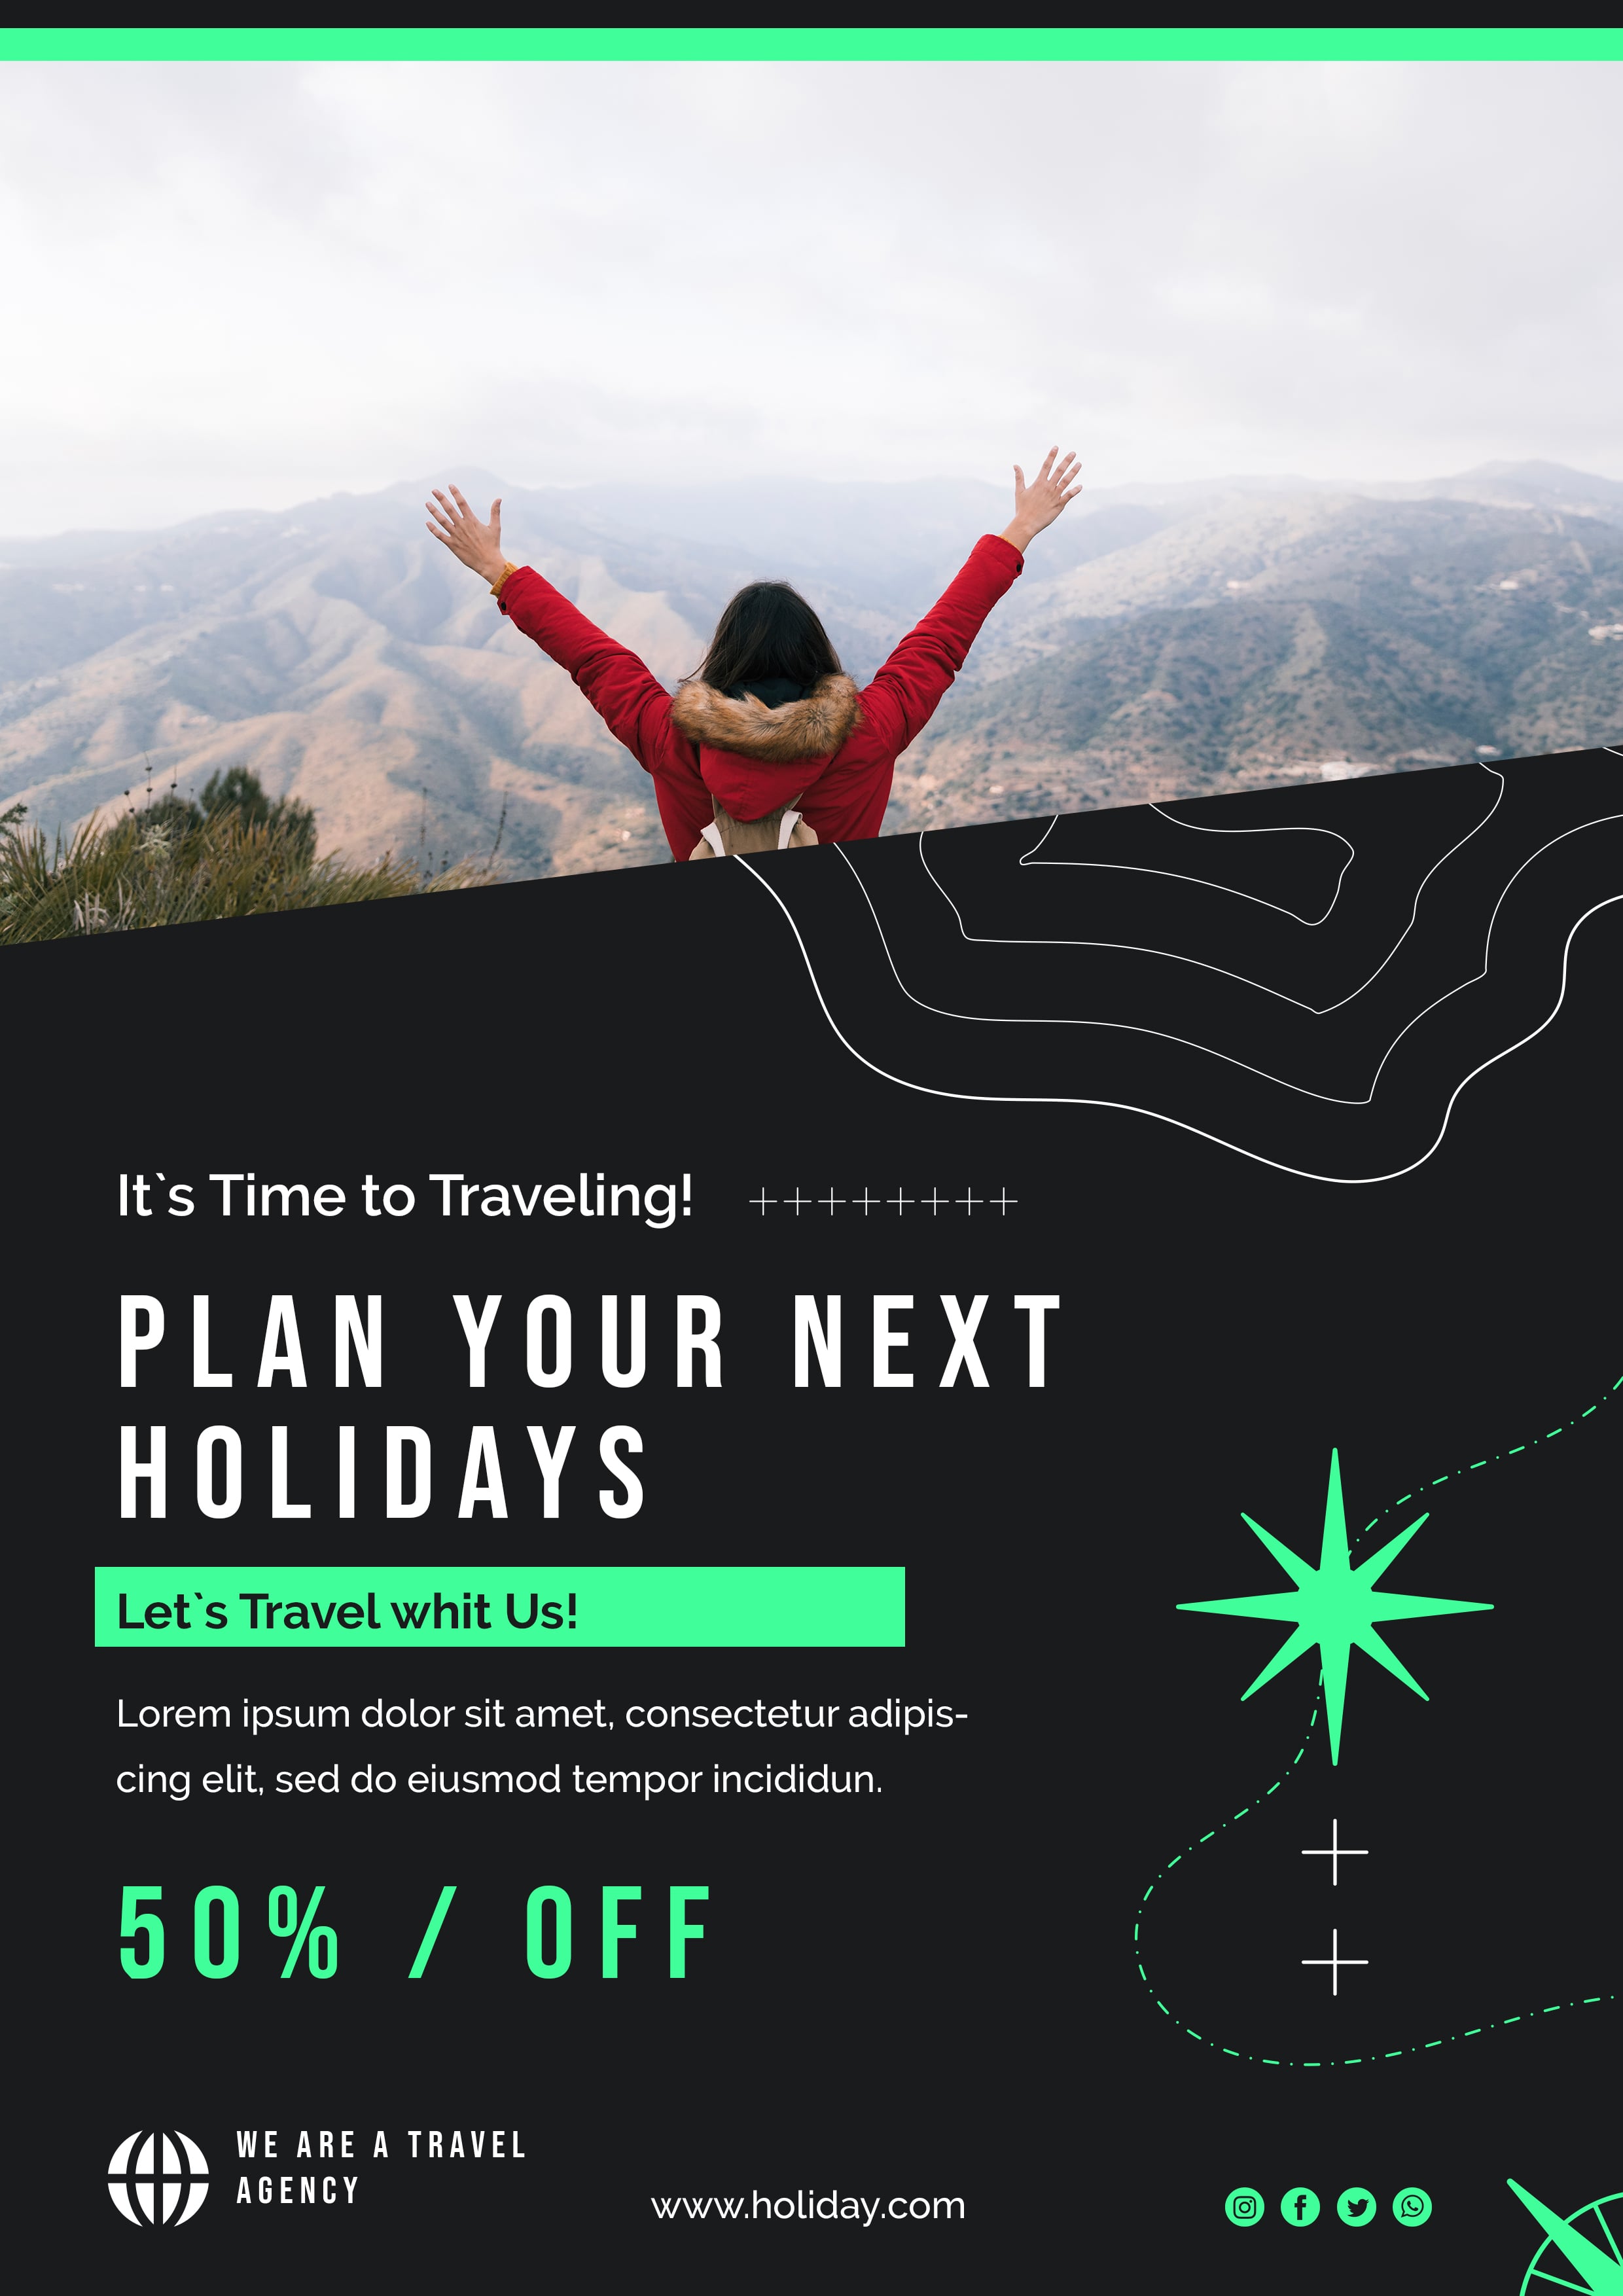 It`s Time to Traveling!
PLAN YOUR NEXT
HOLIDAYS
Let`s Travel whit Us!
Lorem ipsum dolor sit amet, consectetur adipis-
cing elit, sed do eiusmod tempor incididun.
50% / OFF
WE ARE A TRAVEL
AGENCY
www.holiday.com